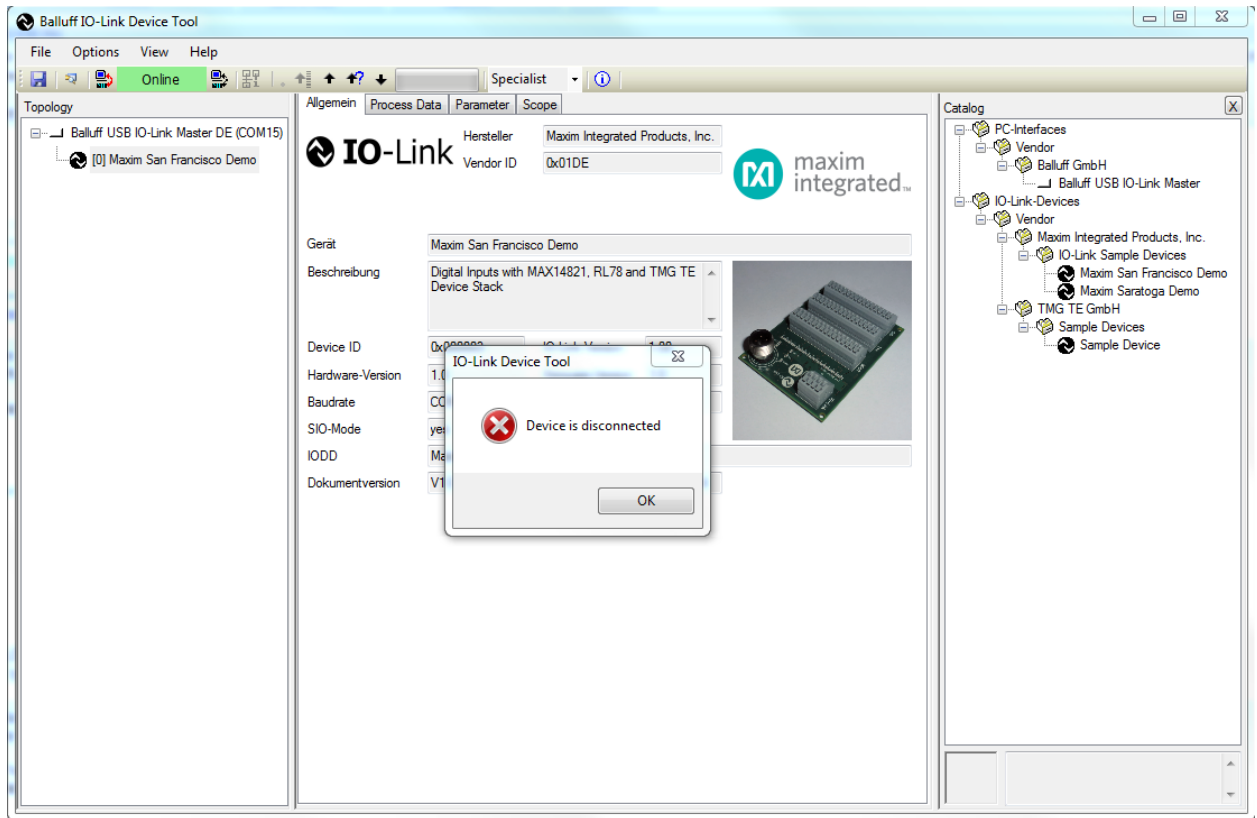 Balluff IO-Link Device Tool
File Options View Help
Online
Specialist
Topology
Balluff USB IO-Link Master DE (COM15)
[0] Maxim San Francisco Demo
Allgemein Process Data Parameter Scope
IO-Link
Hersteller Maxim Integrated Products, Inc.
Vendor ID 0x01DE
maxim
integrated™
Gerät Maxim San Francisco Demo
Beschreibung Digital Inputs with MAX14821, RL78 and TMG TE
Device Stack
Device ID
Hardware-Version
Baudrate
SIO-Mode
IODD
Dokumentversion
IO-Link Device Tool
Device is disconnected
OK
Catalog
PC-Interfaces
Vendor
Balluff GmbH
Balluff USB IO-Link Master
IO-Link-Devices
Vendor
Maxim Integrated Products, Inc.
IO-Link Sample Devices
Maxim San Francisco Demo
Maxim Saratoga Demo
TMG TE GmbH
Sample Devices
Sample Device